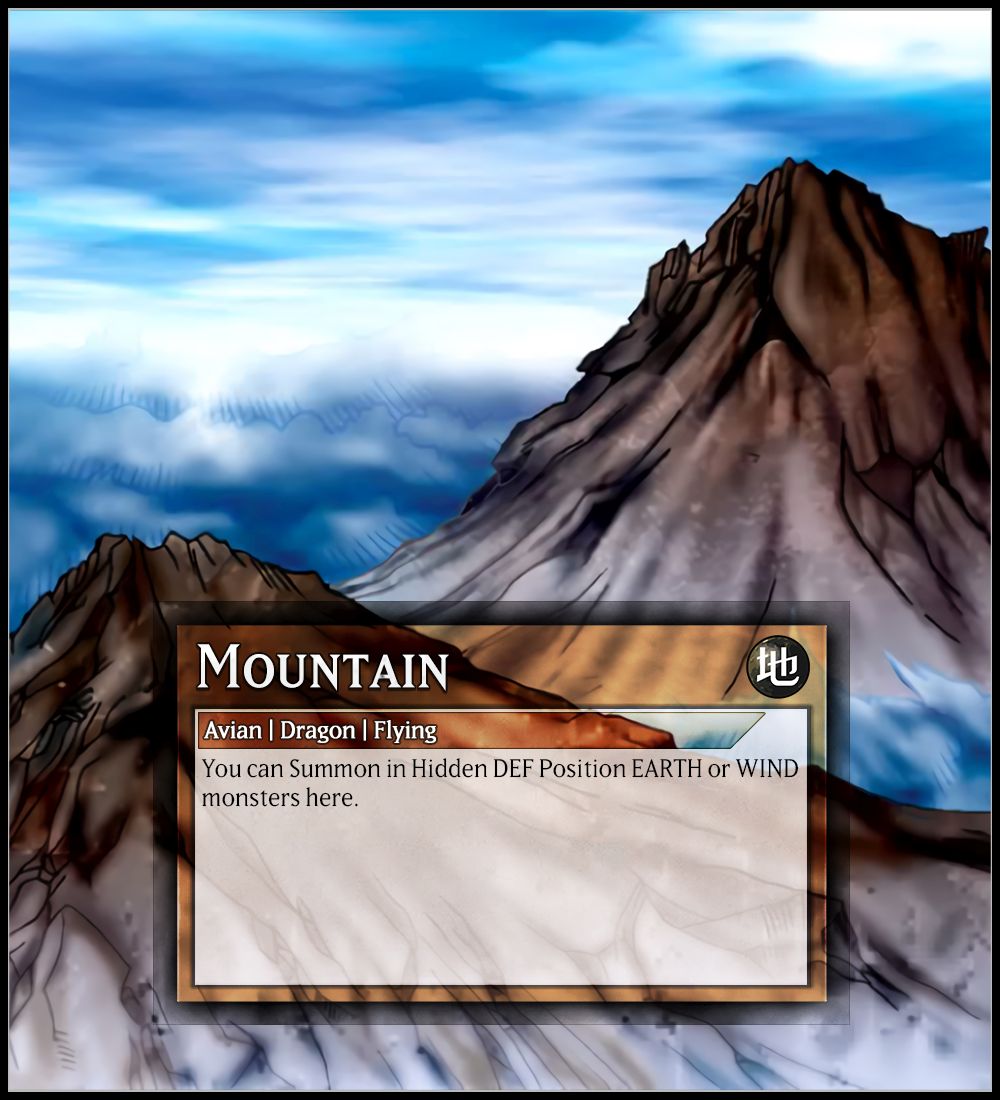 Mountain
地
Avian | Dragon | Flying
You can Summon in Hidden DEF Position EARTH or WIND
monsters here.